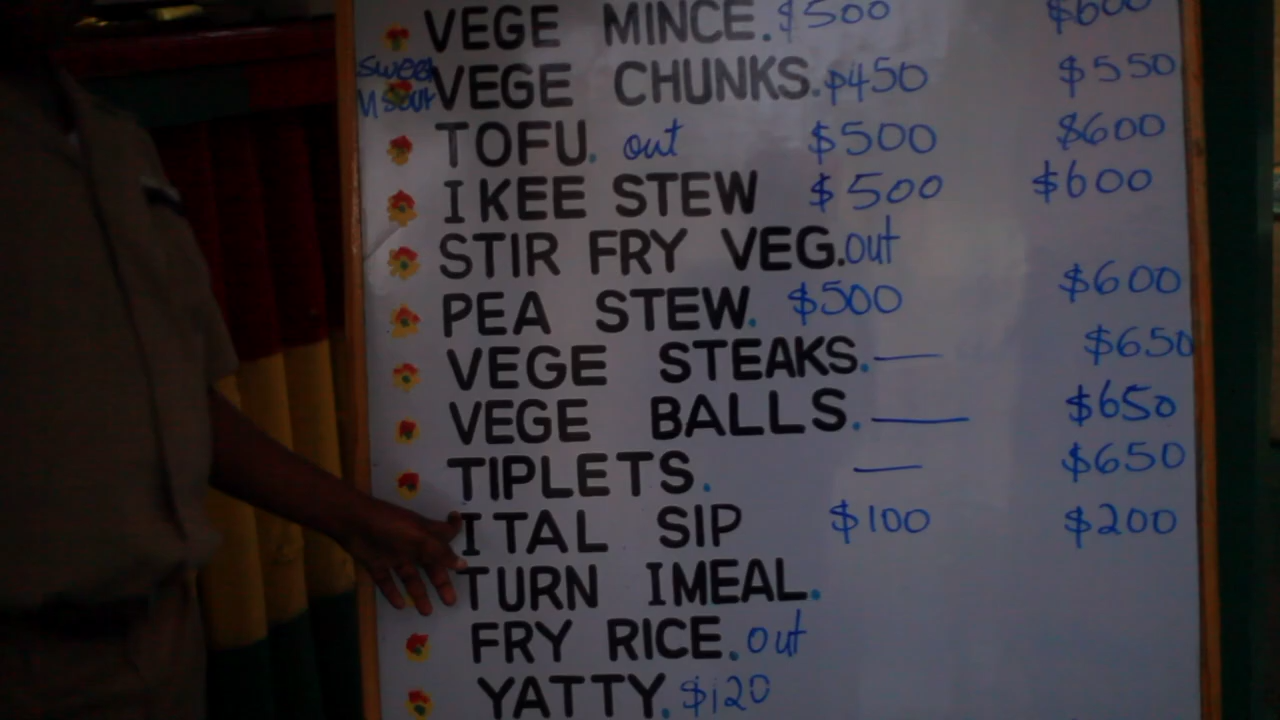 VEGE MINCE. $500 $600
sweet
VEGE CHUNKS. $450 $550
TOFU. out $500 $600
IKEE STEW $500 $600
STIR FRY VEG. out
PEA STEW. $500 $600
VEGE STEAKS. — $650
VEGE BALLS. — $650
TIPLETS. — $650
ITAL SIP $100 $200
TURN IMEAL.
FRY RICE. out
YATTY. $120